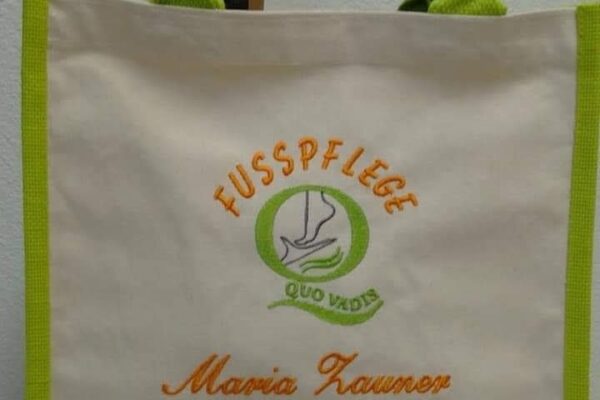 FUSSPFLEGE
QUO VADIS
Maria Zauner